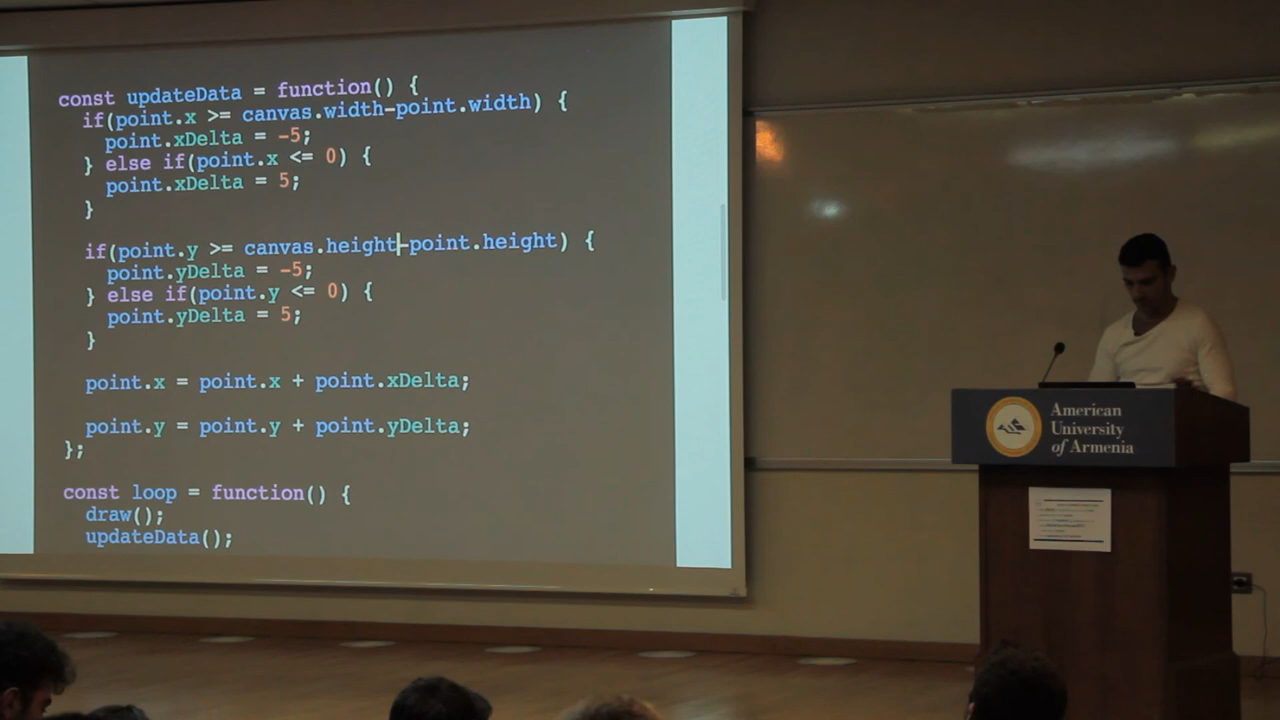 const updateData = function() {
if(point.x >= canvas.width-point.width) {
point.xDelta = -5;
} else if(point.x <= 0) {
point.xDelta = 5;
}
if(point.y >= canvas.height-point.height) {
point.yDelta = -5;
} else if(point.y <= 0) {
point.yDelta = 5;
}
point.x = point.x + point.xDelta;
point.y = point.y + point.yDelta;
};
const loop = function() {
draw();
updateData();
American
University
of Armenia